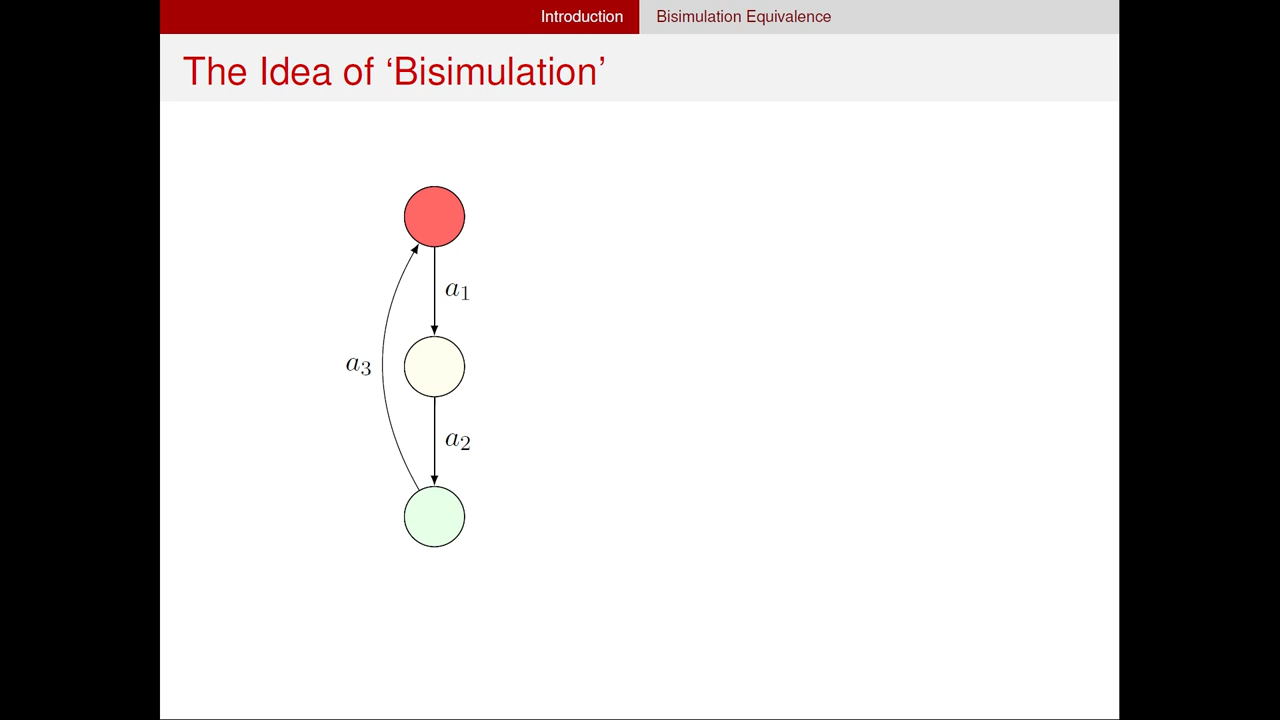 Introduction
Bisimulation Equivalence
The Idea of ‘Bisimulation’
a1
a3
a2